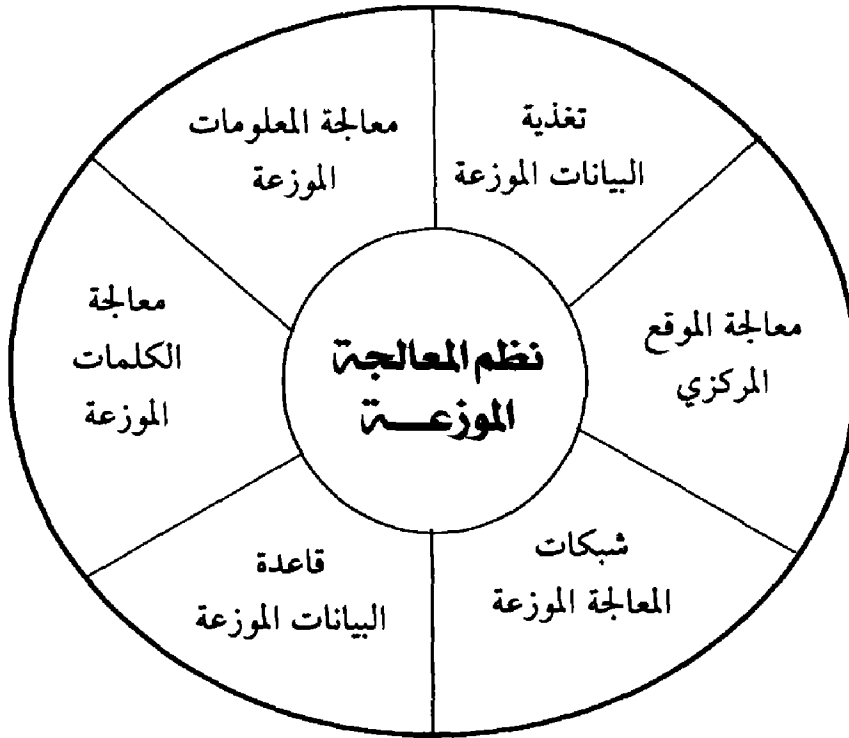 نظم المعالجة
الموزعـــة
تغذية
البيانات الموزعة
معالجة الموقع
المركزي
شبكات
المعالجة الموزعة
قاعدة
البيانات الموزعة
معالجة
الكلمات
الموزعة
معالجة المعلومات
الموزعة